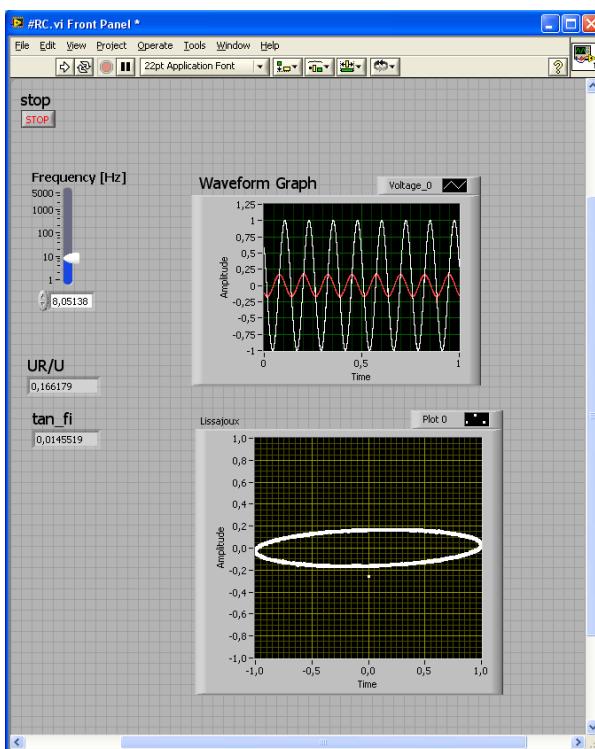 #RC.vi Front Panel *
File Edit View Project Operate Tools Window Help
22pt Application Font
?
stop
STOP
Frequency [Hz]
5000
1000
100
10
1
8,05138
UR/U
0,166179
tan_fi
0,0145519
Waveform Graph
Voltage_0
1,25
1
0,75
0,5
0,25
0
-0,25
-0,5
-0,75
-1
Amplitude
0 0,5 1
Time
Lissajoux
Plot 0
1,0
0,8
0,6
0,4
0,2
0,0
-0,2
-0,4
-0,6
-0,8
-1,0
Amplitude
-1,0 -0,5 0,0 0,5 1,0
Time